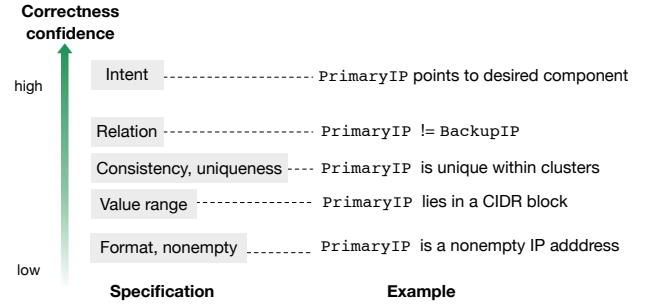 Correctness
confidence
high
Intent PrimaryIP points to desired component
Relation PrimaryIP != BackupIP
Consistency, uniqueness PrimaryIP is unique within clusters
Value range PrimaryIP lies in a CIDR block
Format, nonempty PrimaryIP is a nonempty IP adddress
low
Specification Example